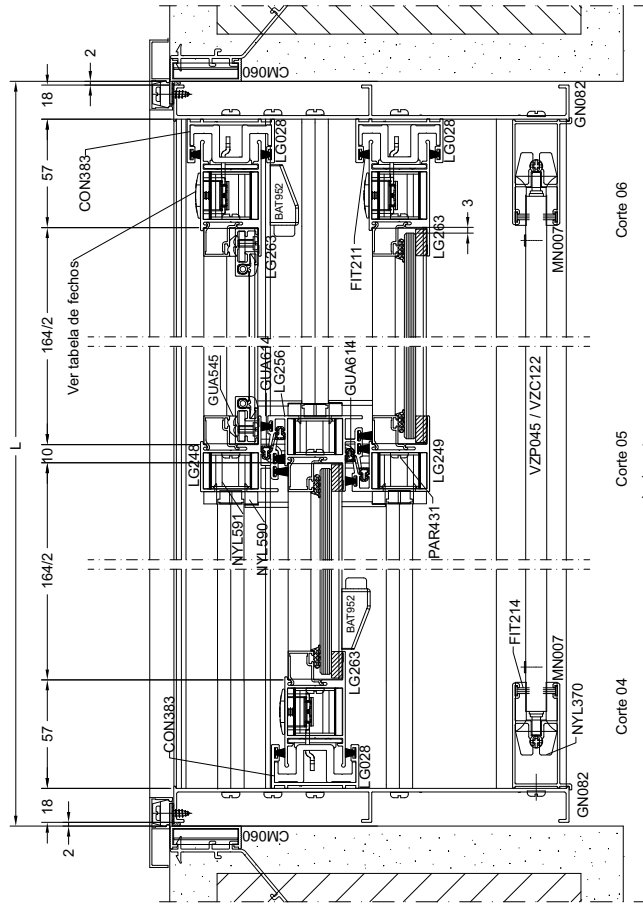 L
2
18
57
164/2
10
164/2
57
18
2
CM060
CON383
Ver tabela de fechos
LG028
LG028
GN082
BAT952
LG263
FIT211
LG263
3
MN007
Corte 06
GUA545
GUA614
LG256
GUA614
LG248
LG249
NYL591
NYL590
PAR431
VZP045 / VZC122
Corte 05
BAT952
LG263
CON383
LG028
FIT214
MN007
NYL370
GN082
CM060
Corte 04